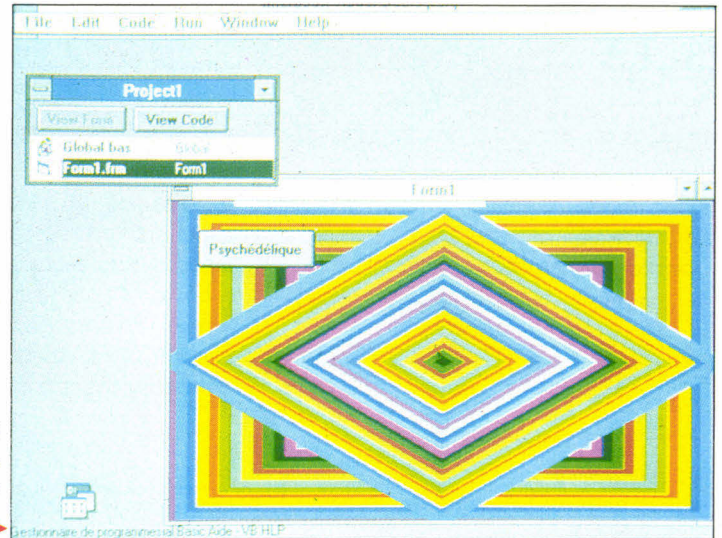 File Edit Code Run Window Help
Project1
View Form View Code
Global bas Global
Form1.frm Form1
Form1
Psychédélique
Gestionnaire de programmes Basic Aide - VB HLP